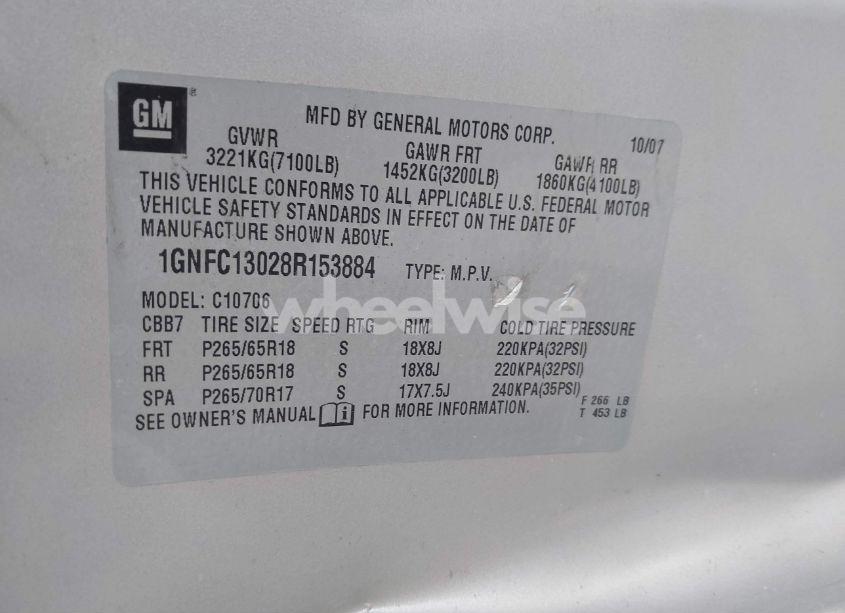 GM ®
MFD BY GENERAL MOTORS CORP. 10/07
GVWR GAWR FRT GAWR RR
3221KG(7100LB) 1452KG(3200LB) 1860KG(4100LB)
THIS VEHICLE CONFORMS TO ALL APPLICABLE U.S. FEDERAL MOTOR
VEHICLE SAFETY STANDARDS IN EFFECT ON THE DATE OF
MANUFACTURE SHOWN ABOVE.
1GNFC13028R153884 TYPE: M.P.V.
wheelwise
MODEL: C10706
CBB7 TIRE SIZE SPEED RTG RIM COLD TIRE PRESSURE
FRT P265/65R18 S 18X8J 220KPA(32PSI)
RR P265/65R18 S 18X8J 220KPA(32PSI)
SPA P265/70R17 S 17X7.5J 240KPA(35PSI)
SEE OWNER'S MANUAL i FOR MORE INFORMATION.
F 266 LB
T 453 LB